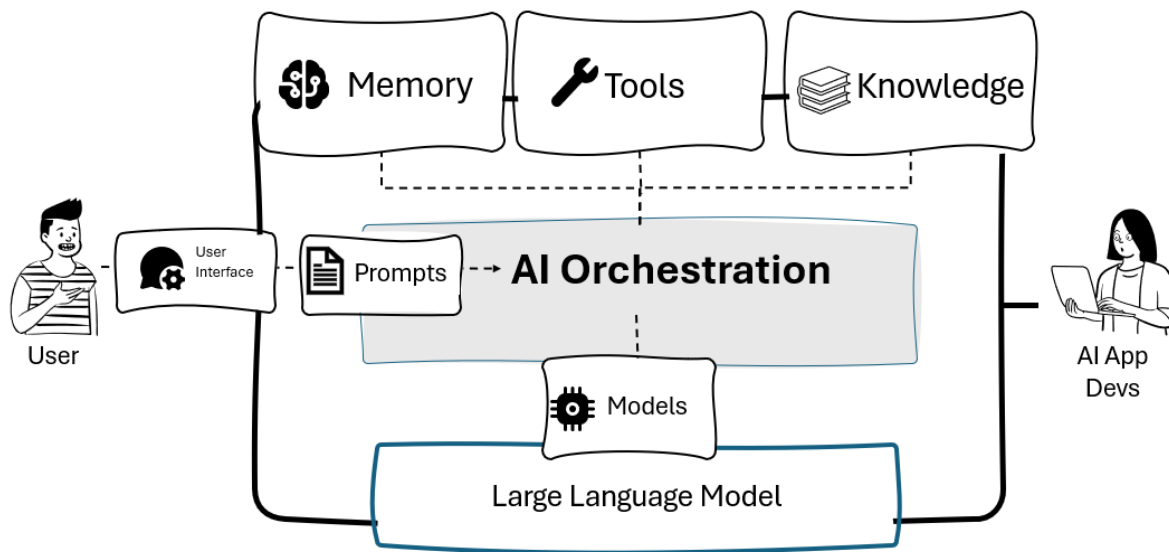 Memory
Tools
Knowledge
User
Interface
Prompts
AI Orchestration
User
AI App
Devs
Models
Large Language Model